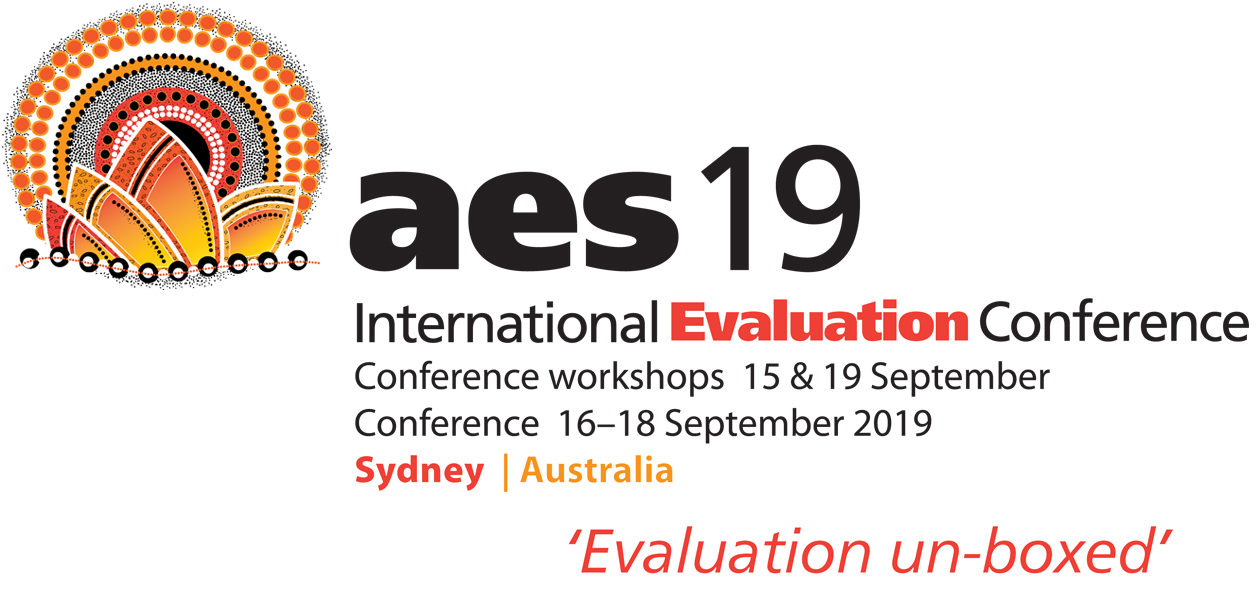 aes19
International Evaluation Conference
Conference workshops 15 & 19 September
Conference 16–18 September 2019
Sydney | Australia
‘Evaluation un-boxed’